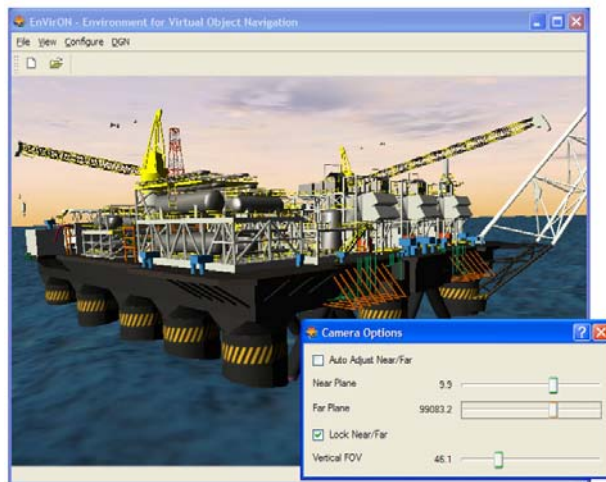 EnVirON - Environment for Virtual Object Navigation
File View Configure DGN
Camera Options
Auto Adjust Near/Far
Near Plane 9.9
Far Plane 99083.2
Lock Near/Far
Vertical FOV 46.1